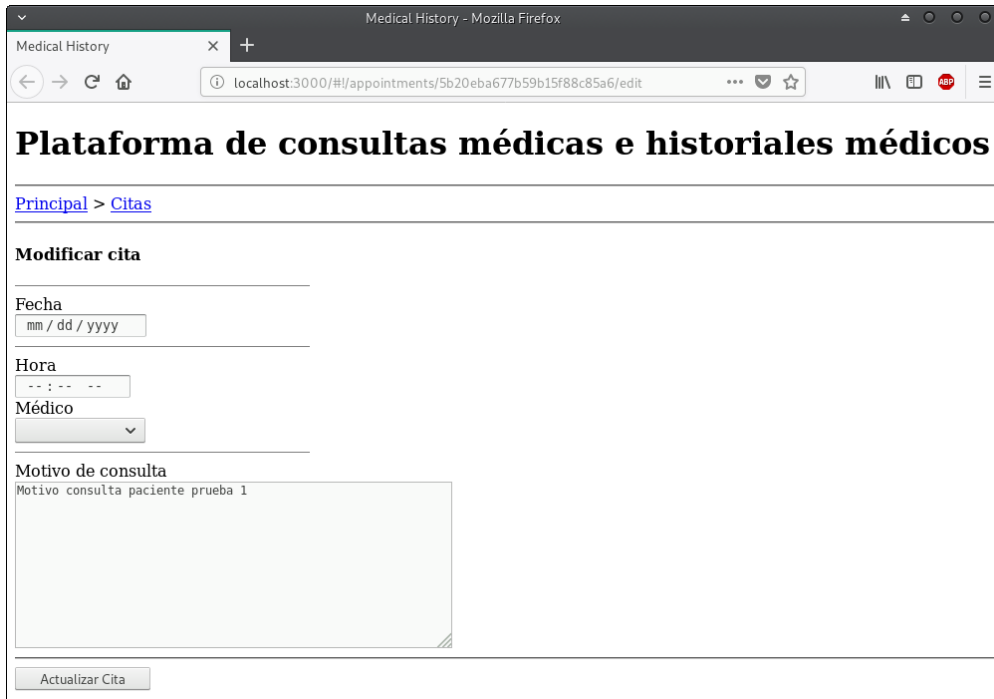 Medical History - Mozilla Firefox
Medical History
localhost:3000/#!/appointments/5b20eba677b59b15f88c85a6/edit
ABP
Plataforma de consultas médicas e historiales médicos
Principal > Citas
Modificar cita
Fecha
mm / dd / yyyy
Hora
-- : -- --
Médico
Motivo de consulta
Motivo consulta paciente prueba 1
Actualizar Cita